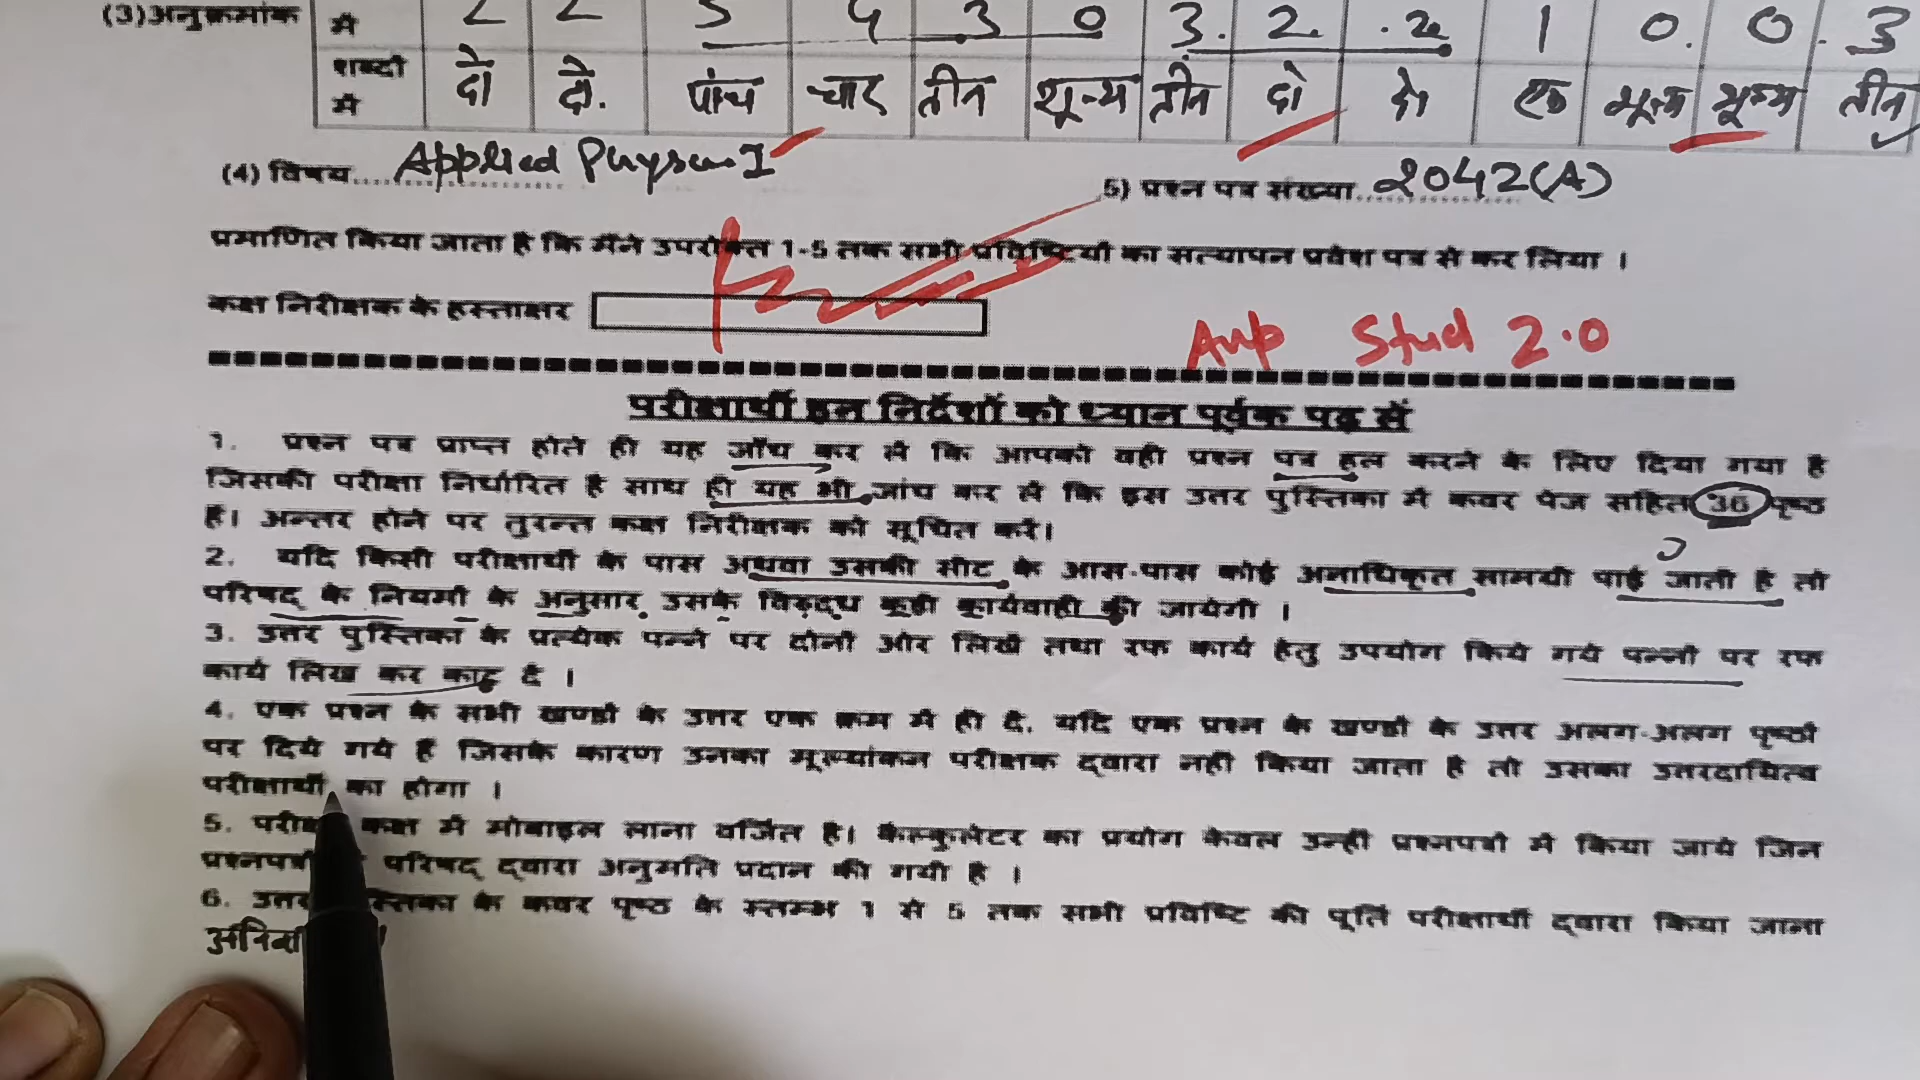 (3)अनुक्रमांक में 2 2 5 4 3 0 3. 2. . 2 1 0. 0. 3
शब्दों में दो दो. पांच चार तीन शून्य तीन दो दो एक शून्य शून्य तीन
(4) विषय.... Applied Physics I 5) प्रश्न पत्र संख्या..2042(A)
प्रमाणित किया जाता है कि मैंने उपरोक्त 1-5 तक सभी प्रविष्टियों का सत्यापन प्रवेश पत्र से कर लिया ।
कक्ष निरीक्षक के हस्ताक्षर
Anp Stud 2.0
परीक्षार्थी इन निर्देशों को ध्यान पूर्वक पढ़ लें
1. प्रश्न पत्र प्राप्त होते ही यह जाँच कर लें कि आपको वही प्रश्न पत्र हल करने के लिए दिया गया है
जिसकी परीक्षा निर्धारित है साथ ही यह भी जांच कर लें कि इस उत्तर पुस्तिका में कवर पेज सहित 36 पृष्ठ
हैं। अन्तर होने पर तुरन्त कक्ष निरीक्षक को सूचित करें।
2. यदि किसी परीक्षार्थी के पास अथवा उसकी सीट के आस-पास कोई अनाधिकृत सामग्री पाई जाती है तो
परिषद् के नियमों के अनुसार उसके विरुद्ध कड़ी कार्यवाही की जायेगी ।
3. उत्तर पुस्तिका के प्रत्येक पन्ने पर दोनों ओर लिखें तथा रफ कार्य हेतु उपयोग किये गये पन्नों पर रफ
कार्य लिख कर काट दें ।
4. एक प्रश्न के सभी खण्डों के उत्तर एक क्रम में ही दें, यदि एक प्रश्न के खण्डों के उत्तर अलग-अलग पृष्ठों
पर दिये गये हैं जिसके कारण उनका मूल्यांकन परीक्षक द्वारा नहीं किया जाता है तो उसका उत्तरदायित्व
परीक्षार्थी का होगा ।
5. कक्ष में मोबाइल लाना वर्जित है। कैल्कुलेटर का प्रयोग केवल उन्हीं प्रश्नपत्रों में किया जाये जिन
परिषद् द्वारा अनुमति प्रदान की गयी है ।
6. के कवर पृष्ठ के स्तम्भ 1 से 5 तक सभी प्रविष्टि की पूर्ति परीक्षार्थी द्वारा किया जाना